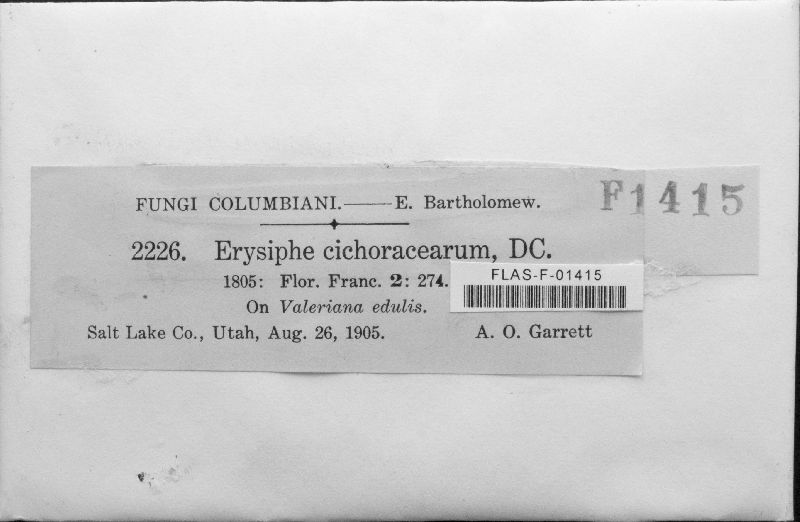 FUNGI COLUMBIANI.——E. Bartholomew.
F1415
2226. Erysiphe cichoracearum, DC.
1805: Flor. Franc. 2: 274.
FLAS-F-01415
On Valeriana edulis.
Salt Lake Co., Utah, Aug. 26, 1905. A. O. Garrett